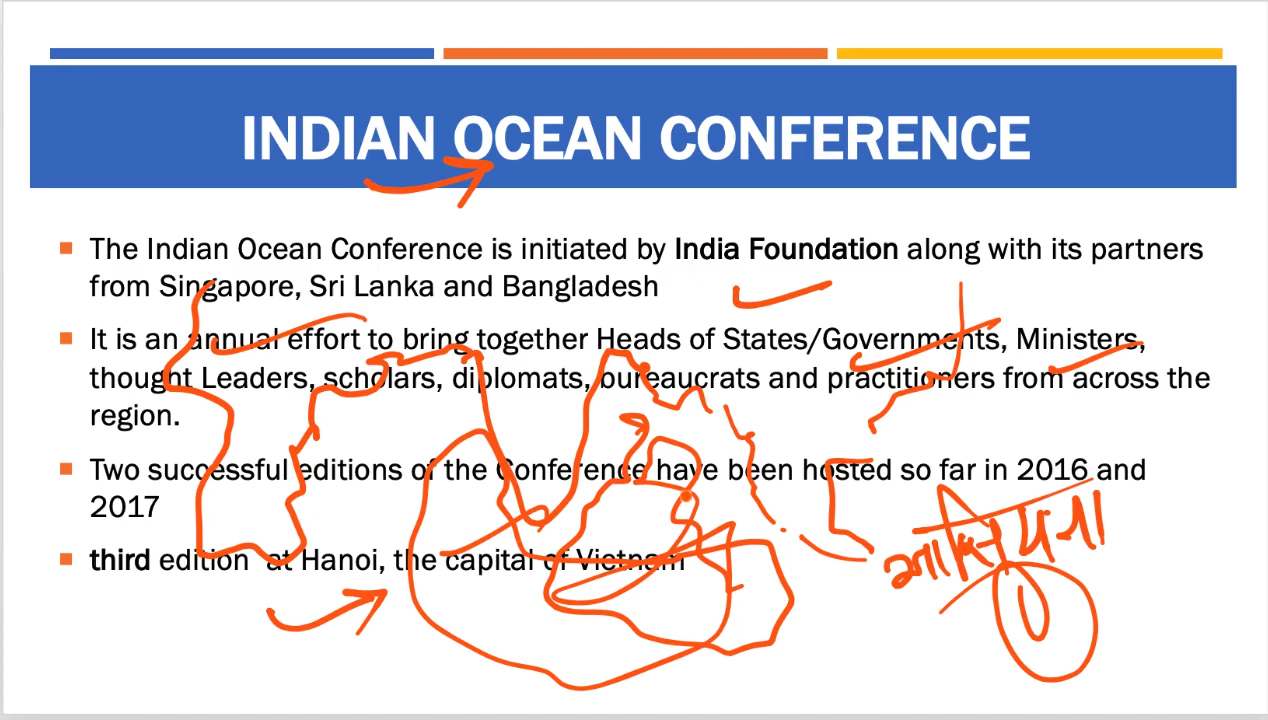 INDIAN OCEAN CONFERENCE
The Indian Ocean Conference is initiated by India Foundation along with its partners
from Singapore, Sri Lanka and Bangladesh
It is an annual effort to bring together Heads of States/Governments, Ministers,
thought Leaders, scholars, diplomats, bureaucrats and practitioners from across the
region.
Two successful editions of the Conference have been hosted so far in 2016 and
2017
third edition at Hanoi, the capital of Vietnam